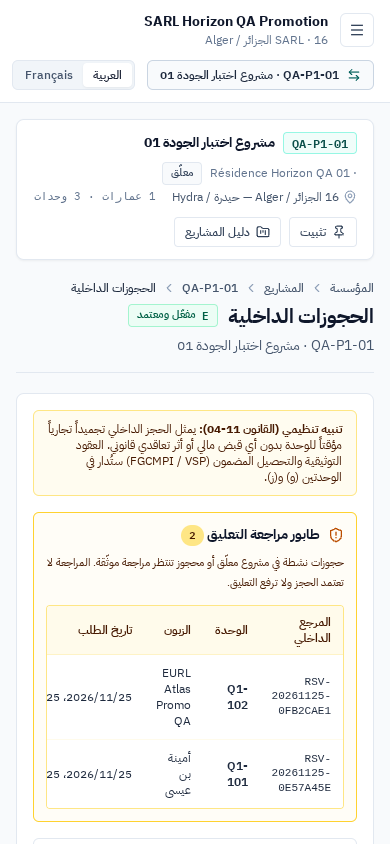 SARL Horizon QA Promotion
SARL · 16 الجزائر / Alger
QA-P1-01 · مشروع اختبار الجودة 01
العربية
Français
QA-P1-01
مشروع اختبار الجودة 01
· Résidence Horizon QA 01
معلّق
16 الجزائر / Alger — حيدرة / Hydra
1 عمارات · 3 وحدات
تثبيت
دليل المشاريع
المؤسسة
المشاريع
QA-P1-01
الحجوزات الداخلية
الحجوزات الداخلية
E مفعّل ومعتمد
QA-P1-01 · مشروع اختبار الجودة 01
تنبيه تنظيمي (القانون 11-04): يمثل الحجز الداخلي تجميداً تجارياً
مؤقتاً للوحدة بدون أي قبض مالي أو أثر تعاقدي قانوني. العقود
التوثيقية والتحصيل المضمون (FGCMPI / VSP) ستُدار في
الوحدتين (و) و(ز).
طابور مراجعة التعليق
2
حجوزات نشطة في مشروع معلّق أو محجوز تنتظر مراجعة موثّقة. المراجعة لا
تعتمد الحجز ولا ترفع التعليق.
المرجع الداخلي
الوحدة
الزبون
تاريخ الطلب
RSV-
20261125-
0FB2CAE1
Q1-
102
EURL
Atlas
Promo
QA
2026/11/25، 25
RSV-
20261125-
0E57A45E
Q1-
101
أمينة
بن
عيسى
2026/11/25، 25